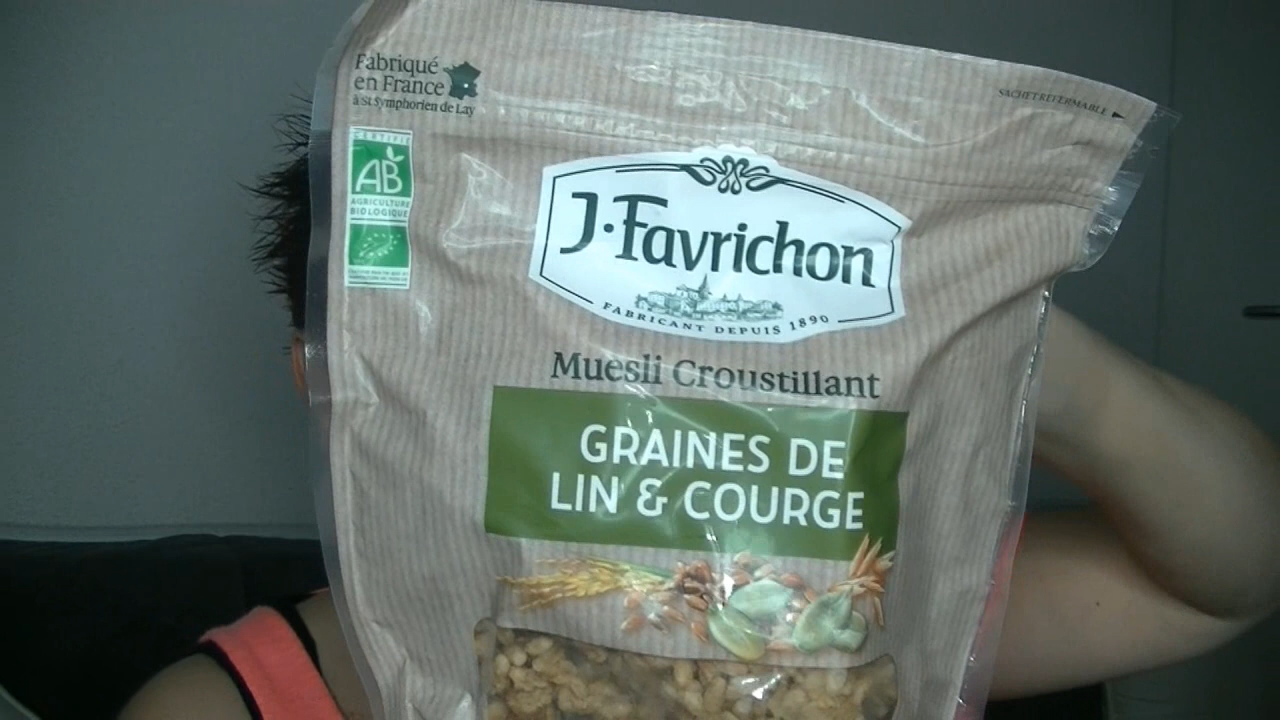 Fabriqué
en France
à St Symphorien de Lay
SACHET REFERMABLE
CERTIFIÉ
AB
AGRICULTURE
BIOLOGIQUE
J·Favrichon
FABRICANT DEPUIS 1890
Muesli Croustillant
GRAINES DE
LIN & COURGE